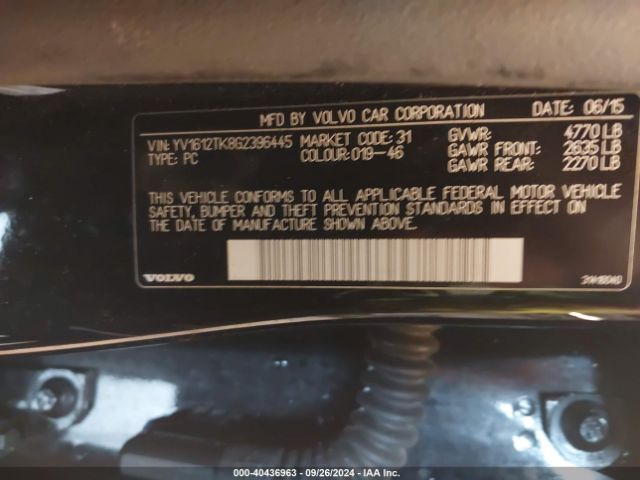 MFD BY VOLVO CAR CORPORATION DATE: 06/15
VIN: YV1612TK8G2396445 MARKET CODE: 31 GVWR: 4770 LB
TYPE: PC COLOUR: 019-46 GAWR FRONT: 2635 LB
GAWR REAR: 2270 LB
THIS VEHICLE CONFORMS TO ALL APPLICABLE FEDERAL MOTOR VEHICLE
SAFETY, BUMPER AND THEFT PREVENTION STANDARDS IN EFFECT ON
THE DATE OF MANUFACTURE SHOWN ABOVE.
VOLVO
000-40436963 - 09/26/2024 - IAA Inc.